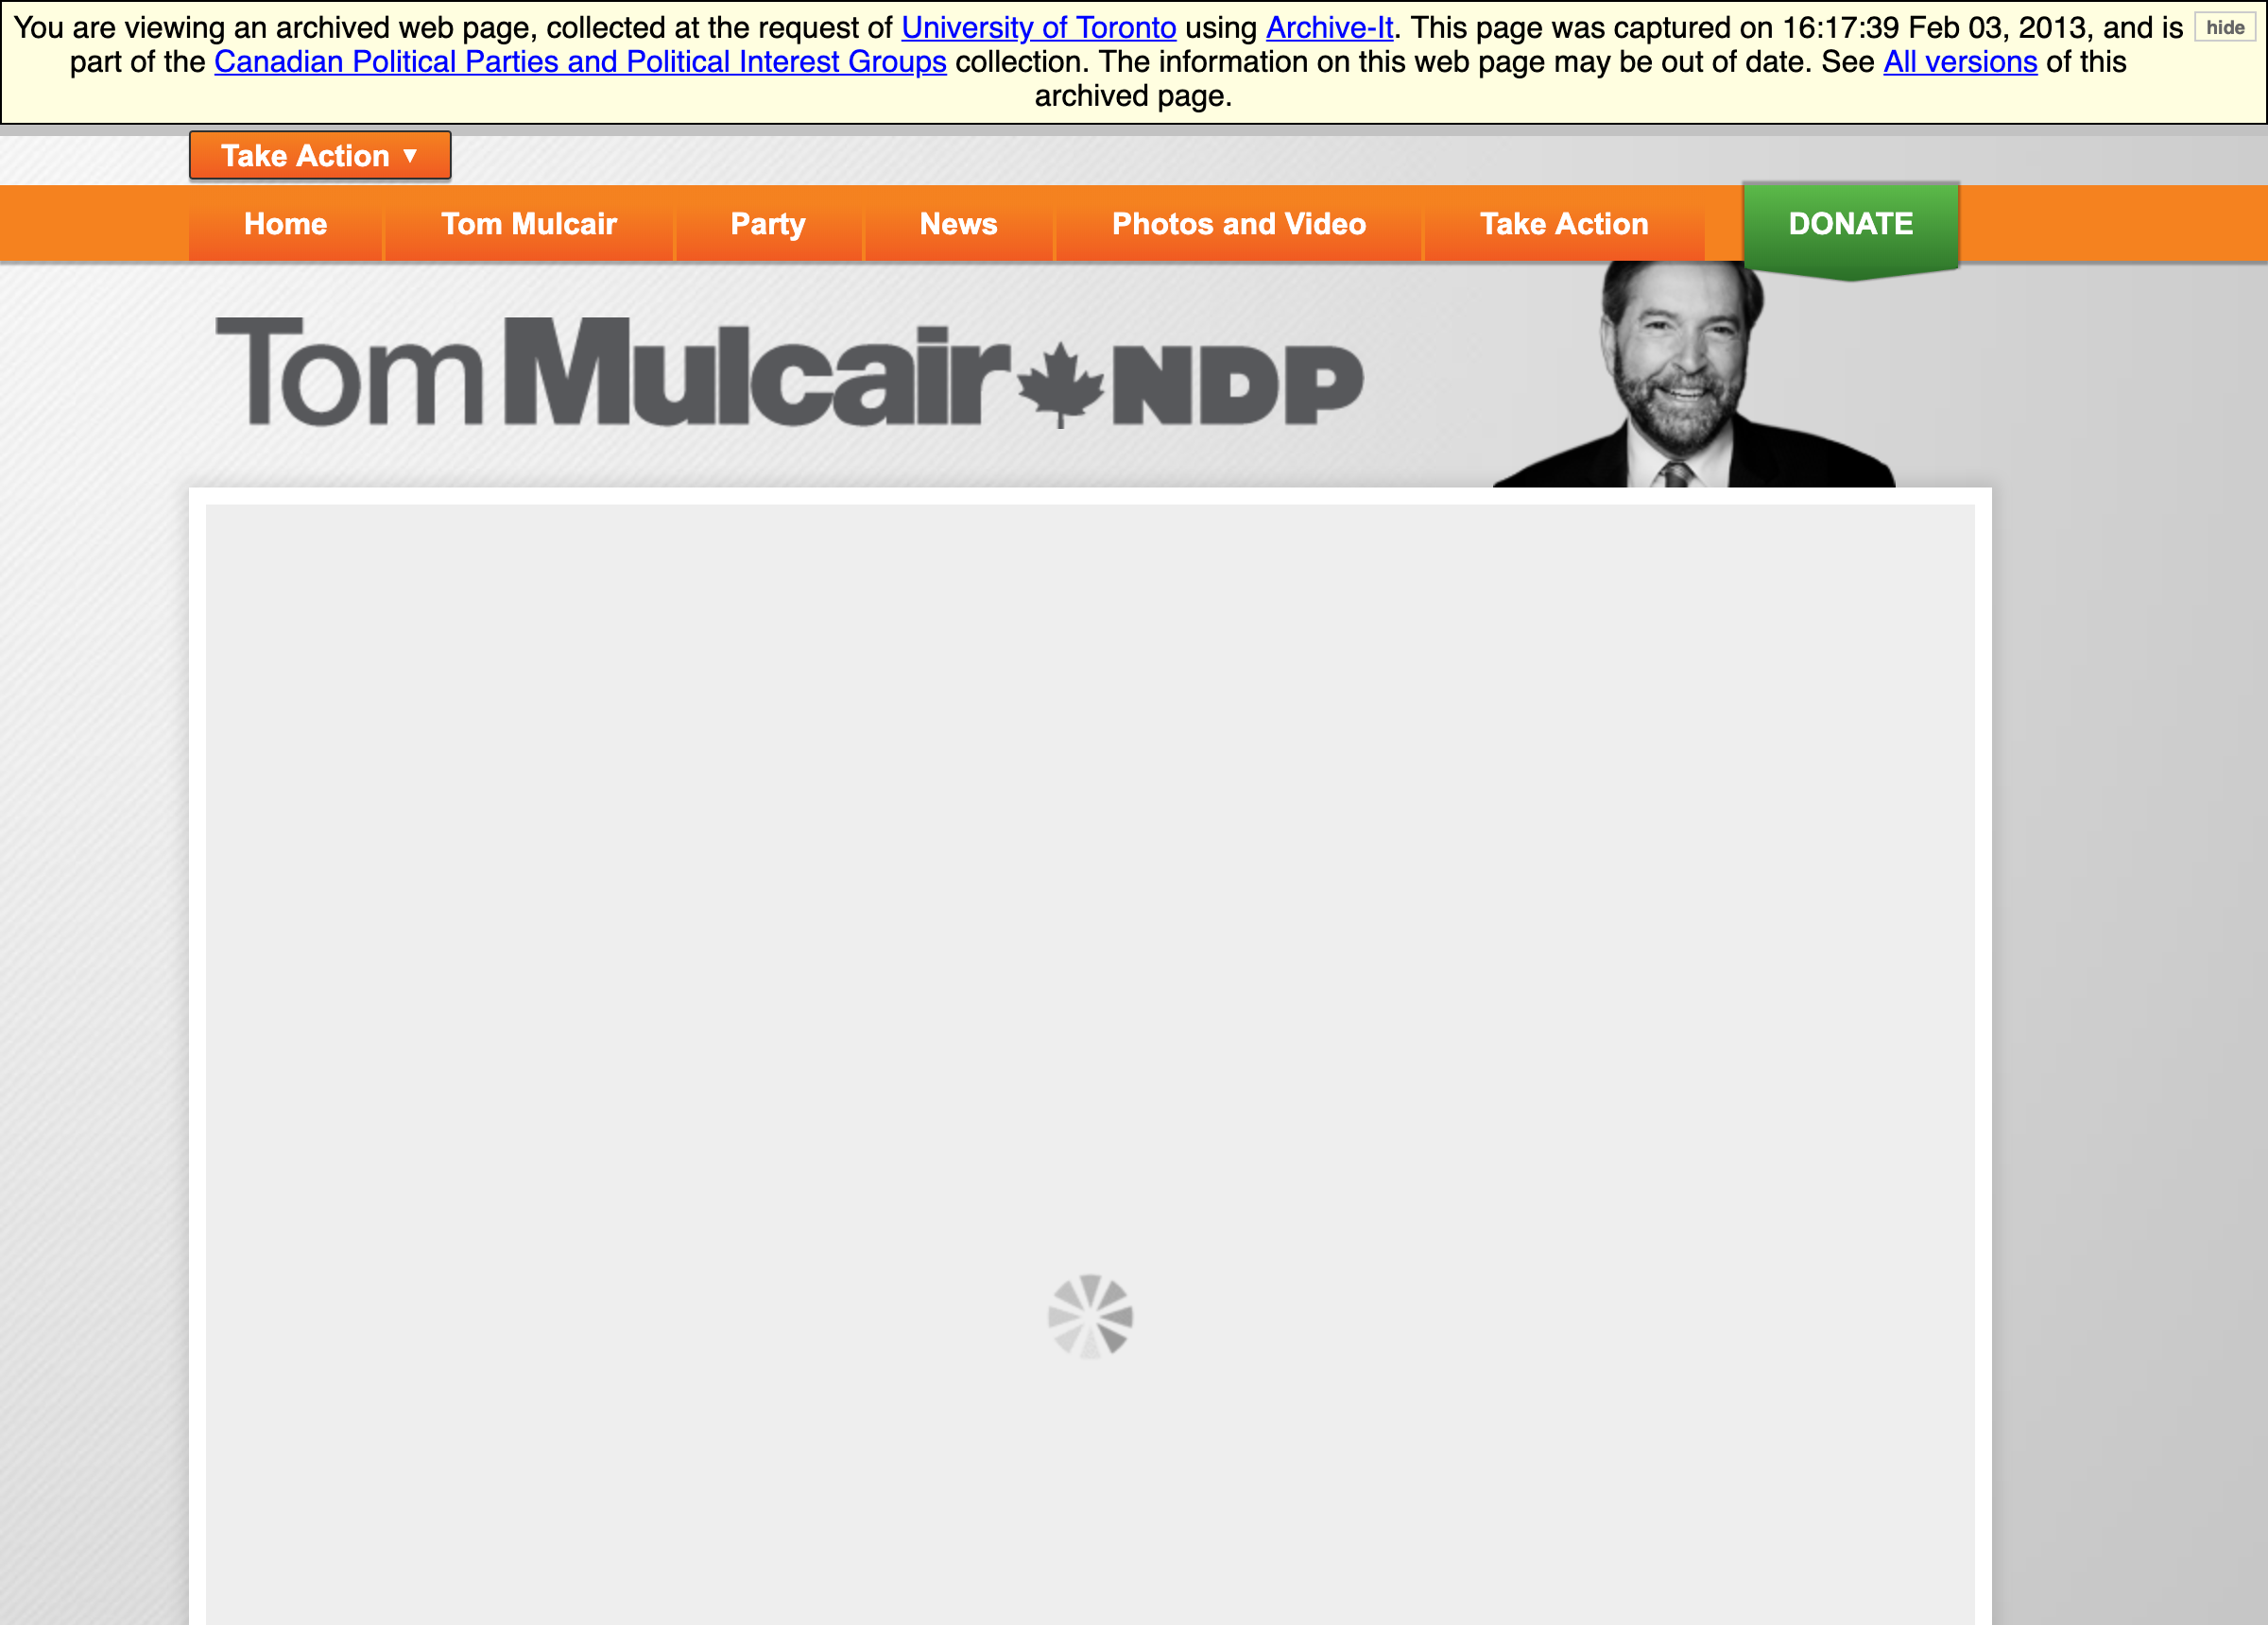 You are viewing an archived web page, collected at the request of University of Toronto using Archive-It. This page was captured on 16:17:39 Feb 03, 2013, and is
hide
part of the Canadian Political Parties and Political Interest Groups collection. The information on this web page may be out of date. See All versions of this
archived page.
Take Action ▼
Home Tom Mulcair Party News Photos and Video Take Action DONATE
Tom Mulcair NDP